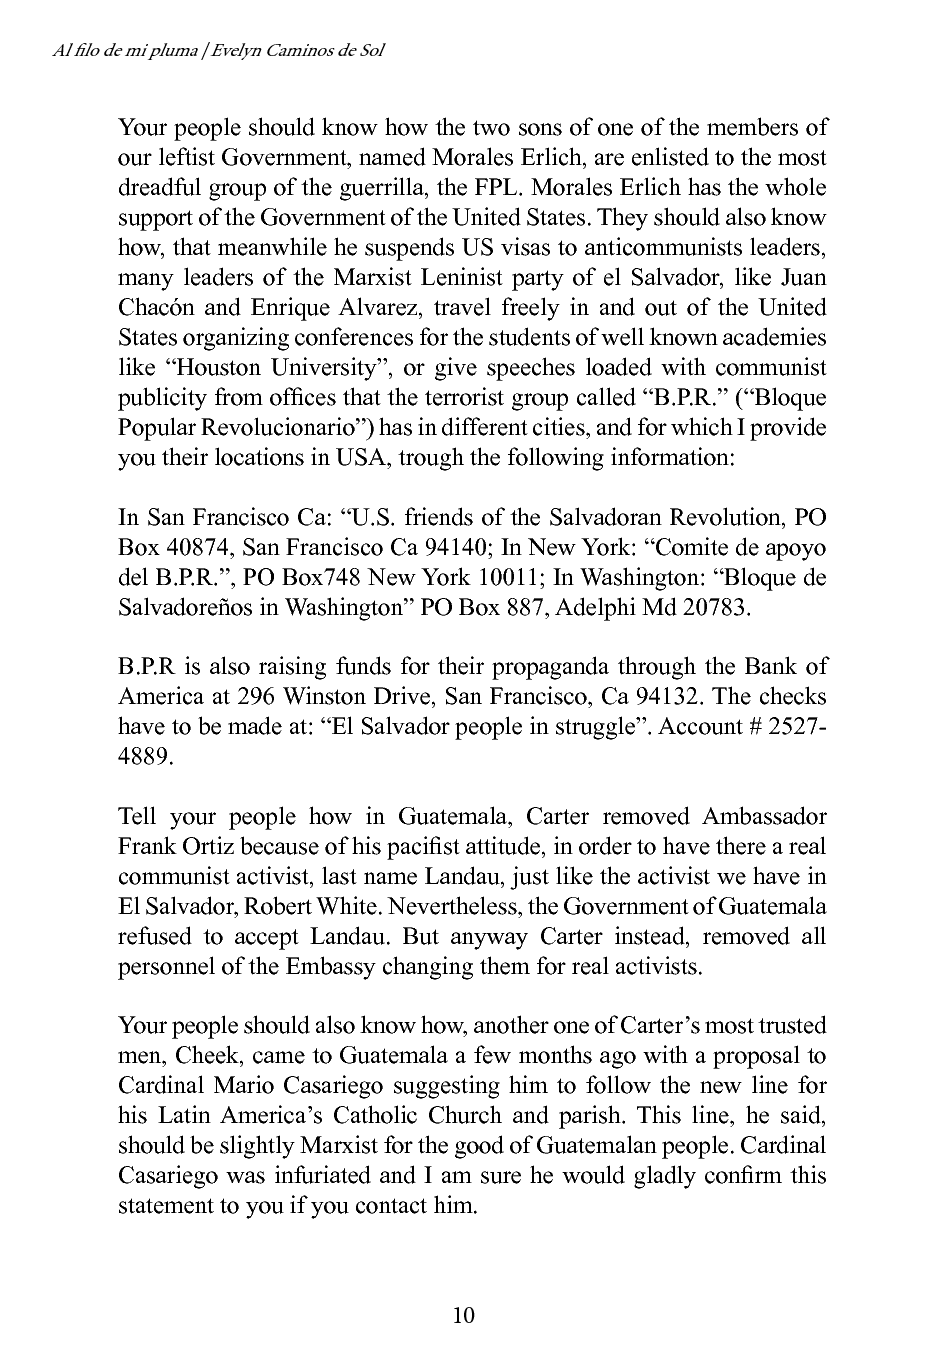 Al filo de mi pluma | Evelyn Caminos de Sol
Your people should know how the two sons of one of the members of
our leftist Government, named Morales Erlich, are enlisted to the most
dreadful group of the guerrilla, the FPL. Morales Erlich has the whole
support of the Government of the United States. They should also know
how, that meanwhile he suspends US visas to anticommunists leaders,
many leaders of the Marxist Leninist party of el Salvador, like Juan
Chacón and Enrique Alvarez, travel freely in and out of the United
States organizing conferences for the students of well known academies
like “Houston University”, or give speeches loaded with communist
publicity from offices that the terrorist group called “B.P.R.” (“Bloque
Popular Revolucionario”) has in different cities, and for which I provide
you their locations in USA, trough the following information:
In San Francisco Ca: “U.S. friends of the Salvadoran Revolution, PO
Box 40874, San Francisco Ca 94140; In New York: “Comite de apoyo
del B.P.R.”, PO Box748 New York 10011; In Washington: “Bloque de
Salvadoreños in Washington” PO Box 887, Adelphi Md 20783.
B.P.R is also raising funds for their propaganda through the Bank of
America at 296 Winston Drive, San Francisco, Ca 94132. The checks
have to be made at: “El Salvador people in struggle”. Account # 2527-
4889.
Tell your people how in Guatemala, Carter removed Ambassador
Frank Ortiz because of his pacifist attitude, in order to have there a real
communist activist, last name Landau, just like the activist we have in
El Salvador, Robert White. Nevertheless, the Government of Guatemala
refused to accept Landau. But anyway Carter instead, removed all
personnel of the Embassy changing them for real activists.
Your people should also know how, another one of Carter’s most trusted
men, Cheek, came to Guatemala a few months ago with a proposal to
Cardinal Mario Casariego suggesting him to follow the new line for
his Latin America’s Catholic Church and parish. This line, he said,
should be slightly Marxist for the good of Guatemalan people. Cardinal
Casariego was infuriated and I am sure he would gladly confirm this
statement to you if you contact him.
10